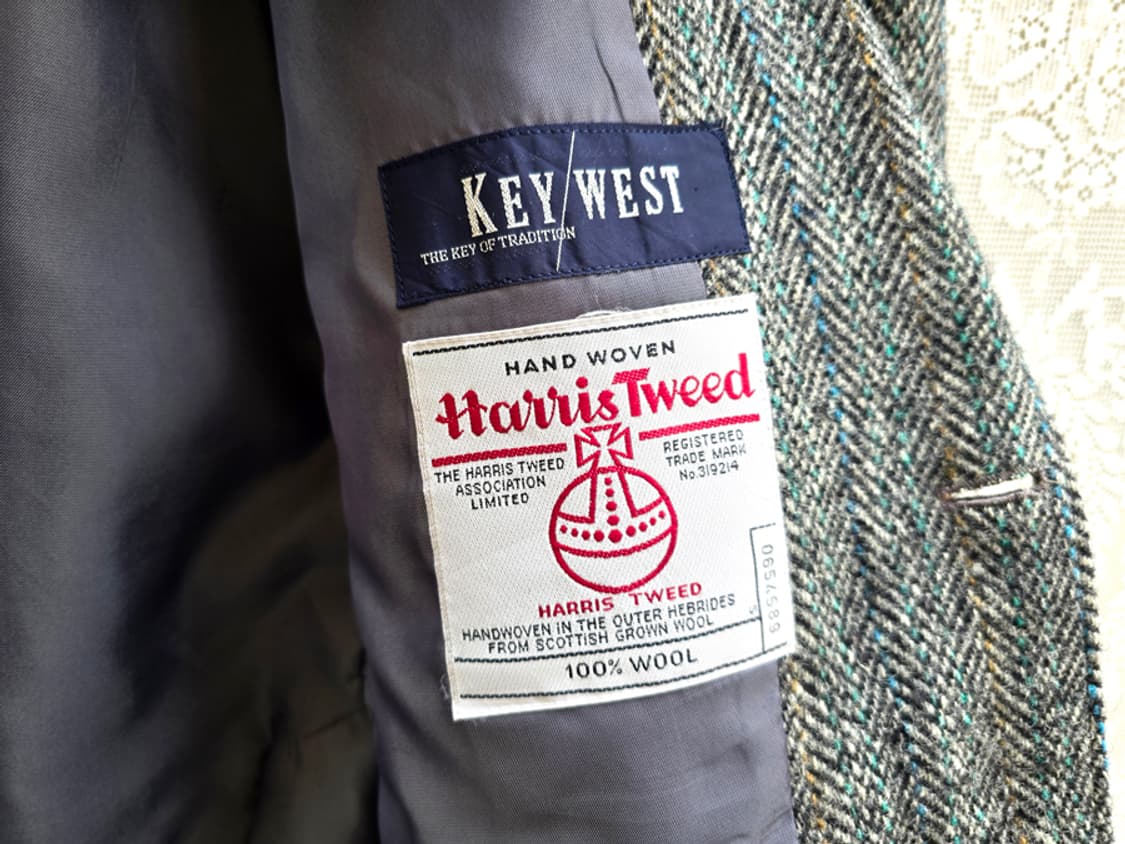 KEY/WEST
THE KEY OF TRADITION
HAND WOVEN
Harris Tweed
THE HARRIS TWEED
ASSOCIATION
LIMITED
REGISTERED
TRADE MARK
No.319214
HARRIS TWEED
HANDWOVEN IN THE OUTER HEBRIDES
FROM SCOTTISH GROWN WOOL
100% WOOL